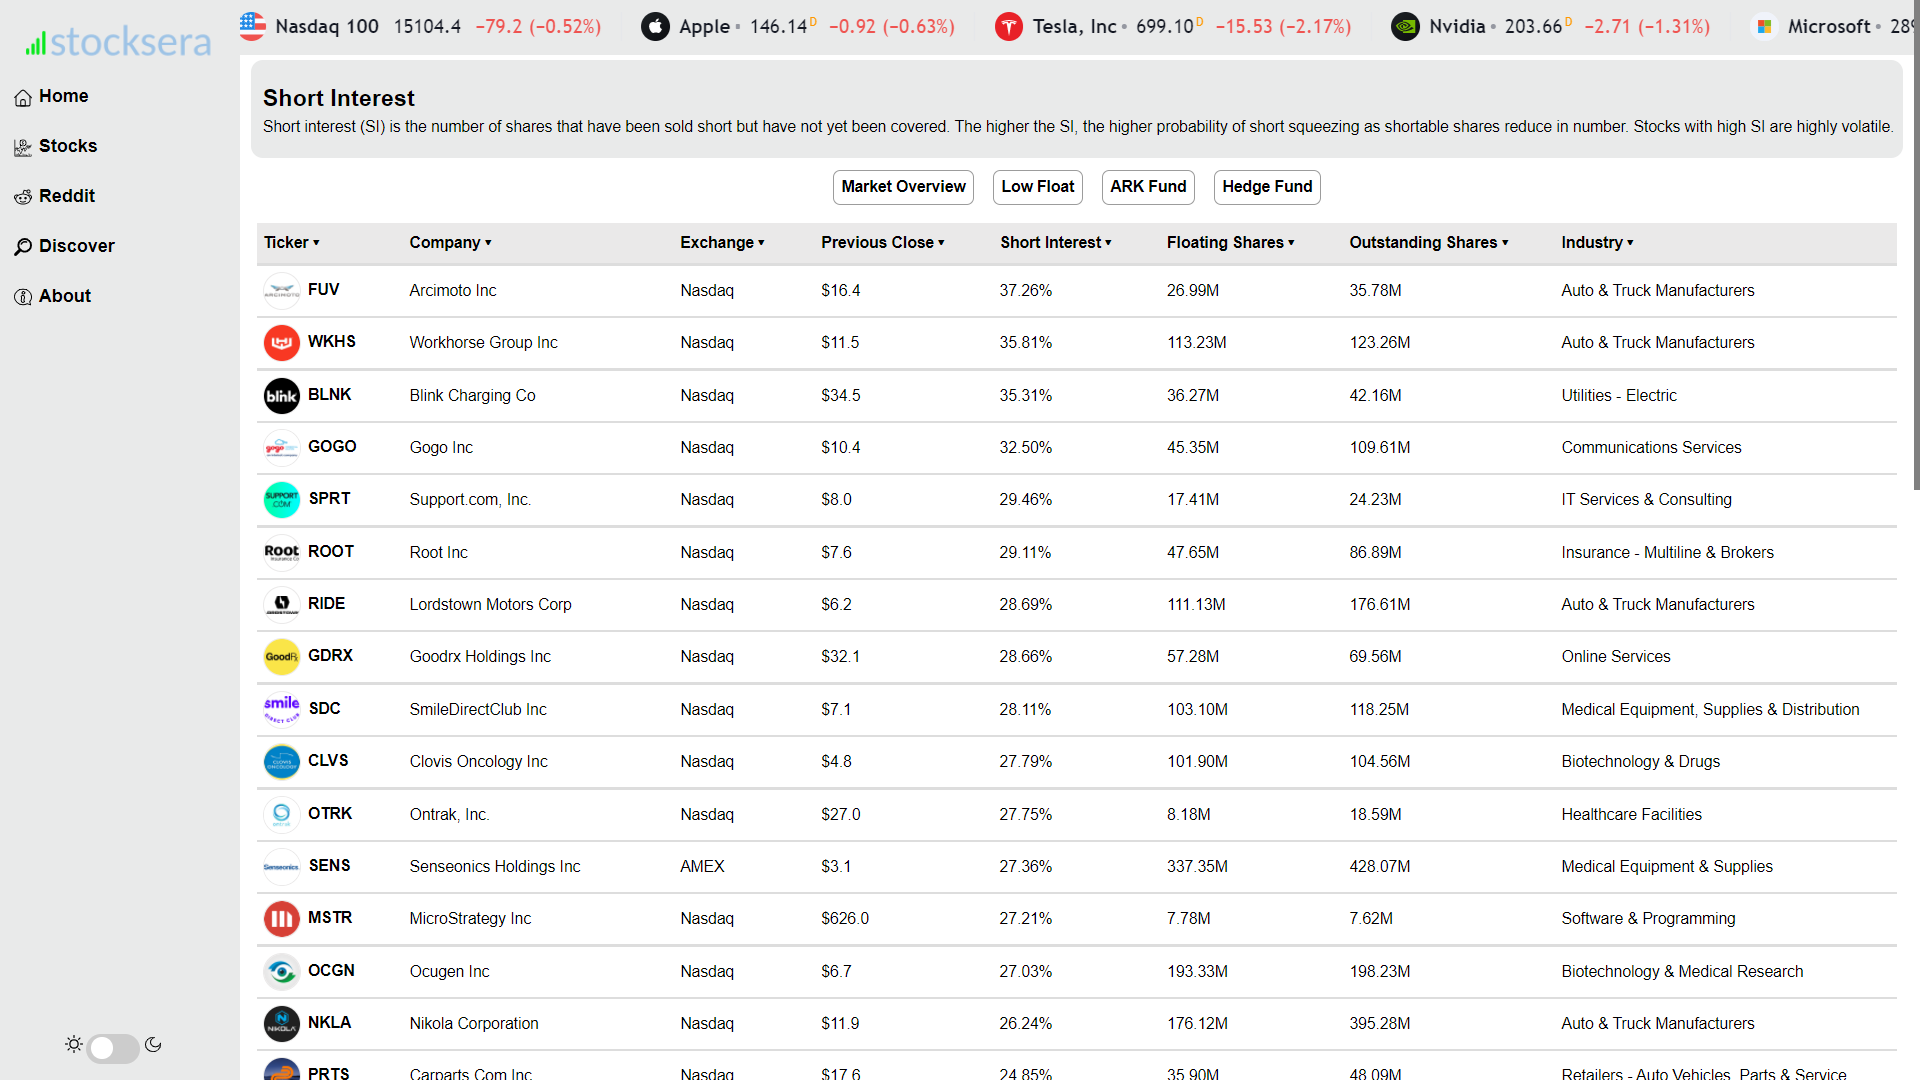 stocksera
Home
Stocks
Reddit
Discover
About
Nasdaq 100 15104.4 −79.2 (−0.52%) Apple • 146.14 D −0.92 (−0.63%) Tesla, Inc • 699.10 D −15.53 (−2.17%) Nvidia • 203.66 D −2.71 (−1.31%) Microsoft •
Short Interest
Short interest (SI) is the number of shares that have been sold short but have not yet been covered. The higher the SI, the higher probability of short squeezing as shortable shares reduce in number. Stocks with high SI are highly volatile.
Market Overview Low Float ARK Fund Hedge Fund
Ticker ▾ Company ▾ Exchange ▾ Previous Close ▾ Short Interest ▾ Floating Shares ▾ Outstanding Shares ▾ Industry ▾
ARCIMOTO FUV Arcimoto Inc Nasdaq $16.4 37.26% 26.99M 35.78M Auto & Truck Manufacturers
WKHS Workhorse Group Inc Nasdaq $11.5 35.81% 113.23M 123.26M Auto & Truck Manufacturers
blink BLNK Blink Charging Co Nasdaq $34.5 35.31% 36.27M 42.16M Utilities - Electric
gogo GOGO Gogo Inc Nasdaq $10.4 32.50% 45.35M 109.61M Communications Services
SUPPORT COM SPRT Support.com, Inc. Nasdaq $8.0 29.46% 17.41M 24.23M IT Services & Consulting
Root ROOT Root Inc Nasdaq $7.6 29.11% 47.65M 86.89M Insurance - Multiline & Brokers
RIDE Lordstown Motors Corp Nasdaq $6.2 28.69% 111.13M 176.61M Auto & Truck Manufacturers
GoodRx GDRX Goodrx Holdings Inc Nasdaq $32.1 28.66% 57.28M 69.56M Online Services
smile DIRECT CLUB SDC SmileDirectClub Inc Nasdaq $7.1 28.11% 103.10M 118.25M Medical Equipment, Supplies & Distribution
CLOVIS ONCOLOGY CLVS Clovis Oncology Inc Nasdaq $4.8 27.79% 101.90M 104.56M Biotechnology & Drugs
ontrak OTRK Ontrak, Inc. Nasdaq $27.0 27.75% 8.18M 18.59M Healthcare Facilities
Senseonics SENS Senseonics Holdings Inc AMEX $3.1 27.36% 337.35M 428.07M Medical Equipment & Supplies
MSTR MicroStrategy Inc Nasdaq $626.0 27.21% 7.78M 7.62M Software & Programming
OCGN Ocugen Inc Nasdaq $6.7 27.03% 193.33M 198.23M Biotechnology & Medical Research
NIKOLA NKLA Nikola Corporation Nasdaq $11.9 26.24% 176.12M 395.28M Auto & Truck Manufacturers
PRTS Carparts Com Inc Nasdaq $17.6 24.85% 35.90M 48.09M Retailers - Auto Vehicles, Parts & Service